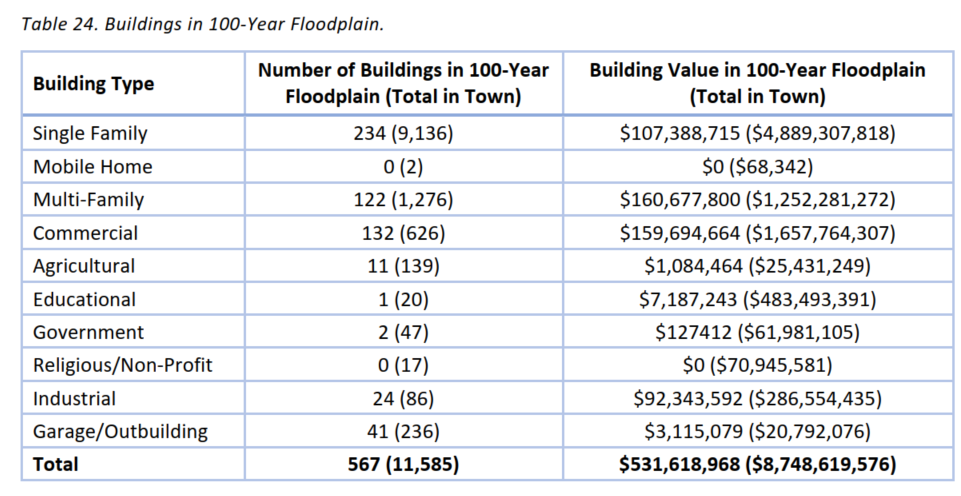 Table 24. Buildings in 100-Year Floodplain.
Building Type Number of Buildings in 100-Year Floodplain (Total in Town) Building Value in 100-Year Floodplain (Total in Town)
Single Family 234 (9,136) $107,388,715 ($4,889,307,818)
Mobile Home 0 (2) $0 ($68,342)
Multi-Family 122 (1,276) $160,677,800 ($1,252,281,272)
Commercial 132 (626) $159,694,664 ($1,657,764,307)
Agricultural 11 (139) $1,084,464 ($25,431,249)
Educational 1 (20) $7,187,243 ($483,493,391)
Government 2 (47) $127412 ($61,981,105)
Religious/Non-Profit 0 (17) $0 ($70,945,581)
Industrial 24 (86) $92,343,592 ($286,554,435)
Garage/Outbuilding 41 (236) $3,115,079 ($20,792,076)
Total 567 (11,585) $531,618,968 ($8,748,619,576)